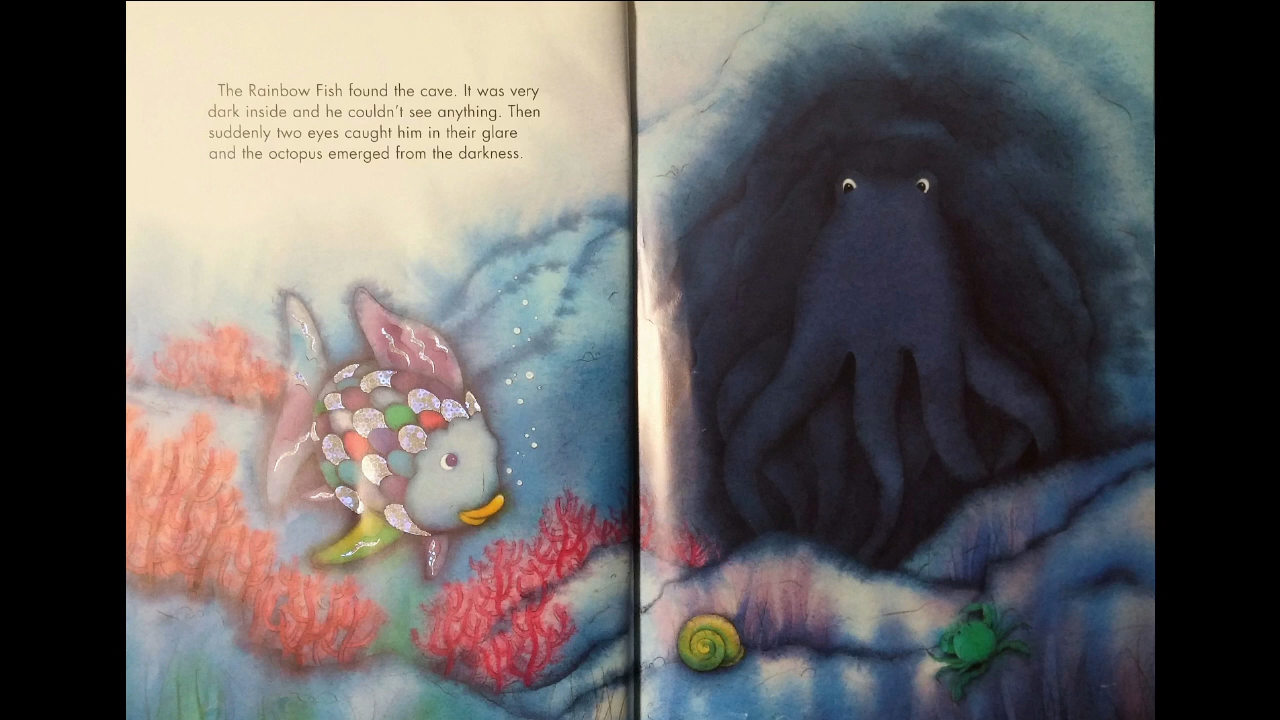 The Rainbow Fish found the cave. It was very
dark inside and he couldn't see anything. Then
suddenly two eyes caught him in their glare
and the octopus emerged from the darkness.